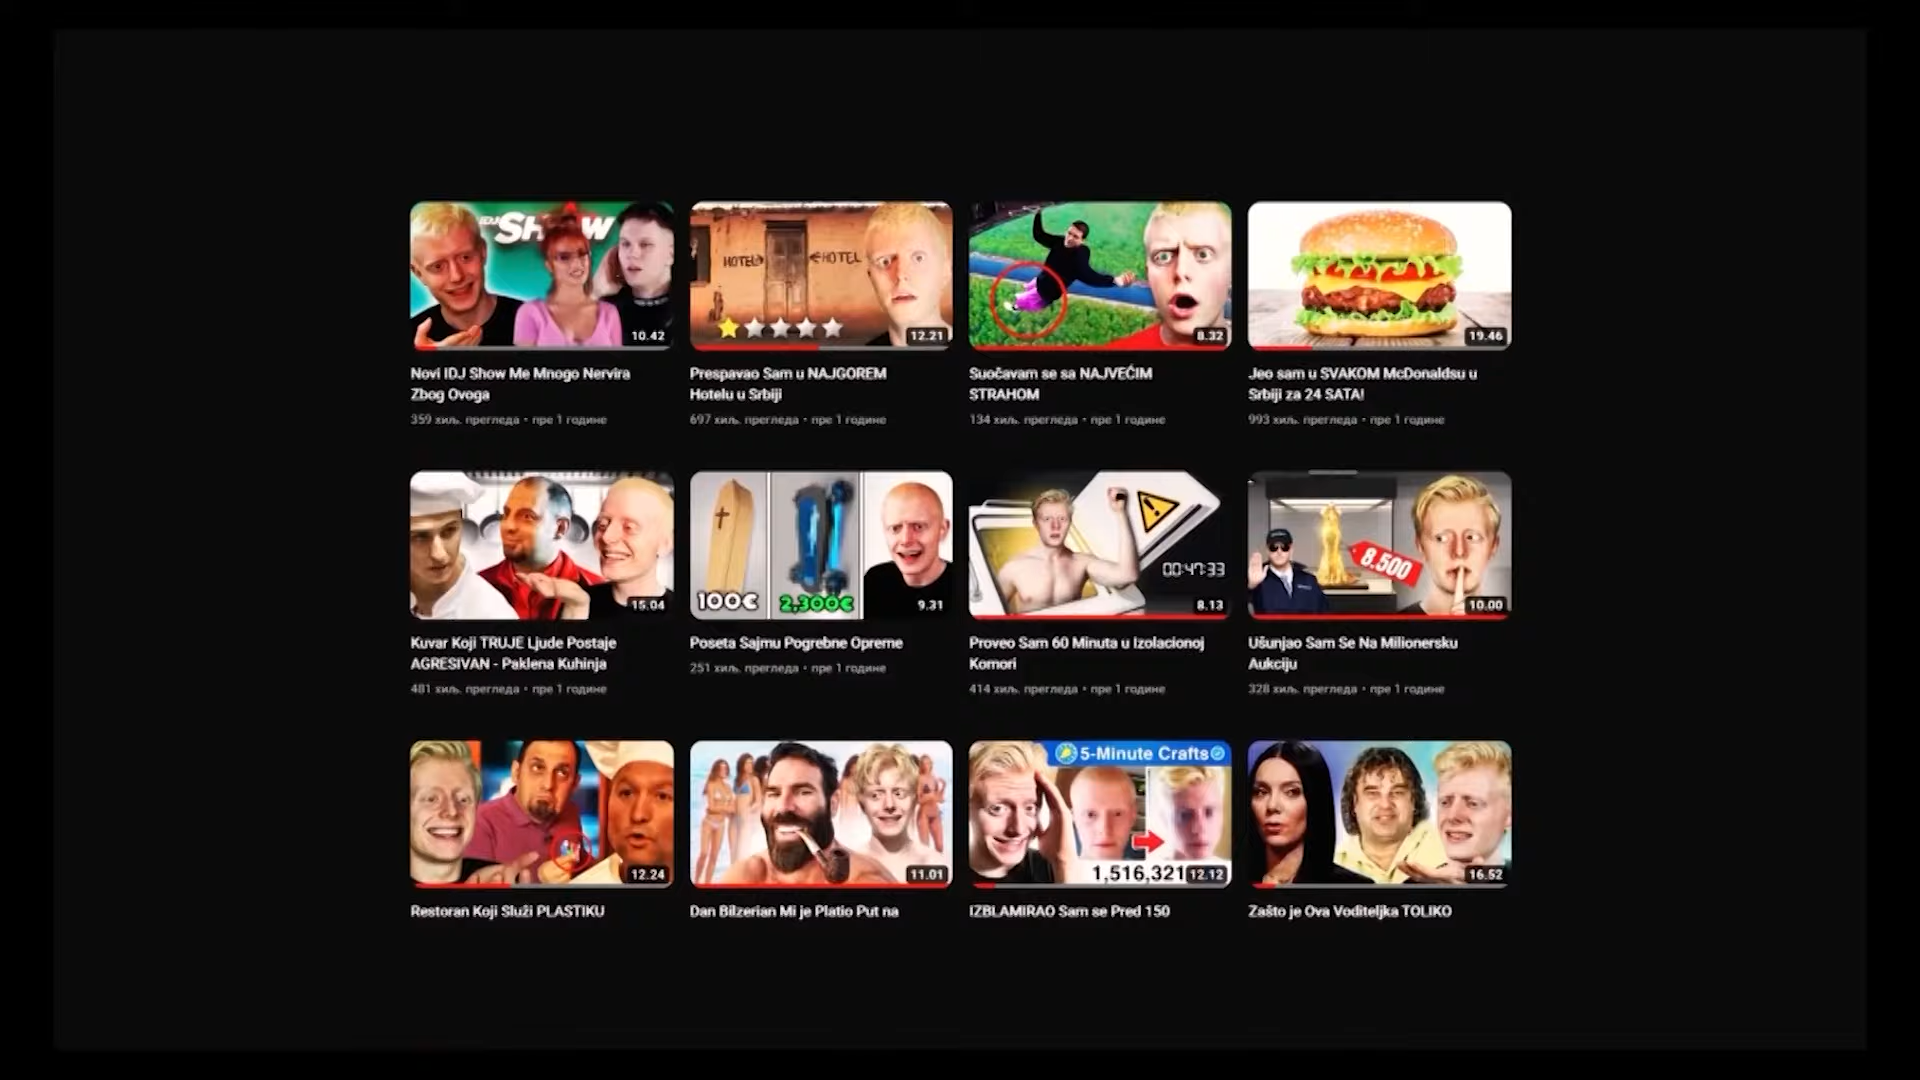 IDJ SHOW
10.42
HOTEL
HOTEL
12.21
8.32
19.46
Novi IDJ Show Me Mnogo Nervira
Zbog Ovoga
359 хиљ. прегледа • пре 1 године
Prespavao Sam u NAJGOREM
Hotelu u Srbiji
697 хиљ. прегледа • пре 1 године
Suočavam se sa NAJVEĆIM
STRAHOM
134 хиљ. прегледа • пре 1 године
Jeo sam u SVAKOM McDonaldsu u
Srbiji za 24 SATA!
993 хиљ. прегледа • пре 1 године
15.04
100€
2,300€
9.31
00:47:33
8.13
8.500
10.00
Kuvar Koji TRUJE Ljude Postaje
AGRESIVAN - Paklena Kuhinja
481 хиљ. прегледа • пре 1 године
Poseta Sajmu Pogrebne Opreme
251 хиљ. прегледа • пре 1 године
Proveo Sam 60 Minuta u Izolacionoj
Komori
414 хиљ. прегледа • пре 1 године
Ušunjao Sam Se Na Milionersku
Aukciju
328 хиљ. прегледа • пре 1 године
12.24
11.01
5-Minute Crafts
1,516,321
12.12
16.52
Restoran Koji Služi PLASTIKU
Dan Bilzerian Mi je Platio Put na
IZBLAMIRAO Sam se Pred 150
Zašto je Ova Voditeljka TOLIKO